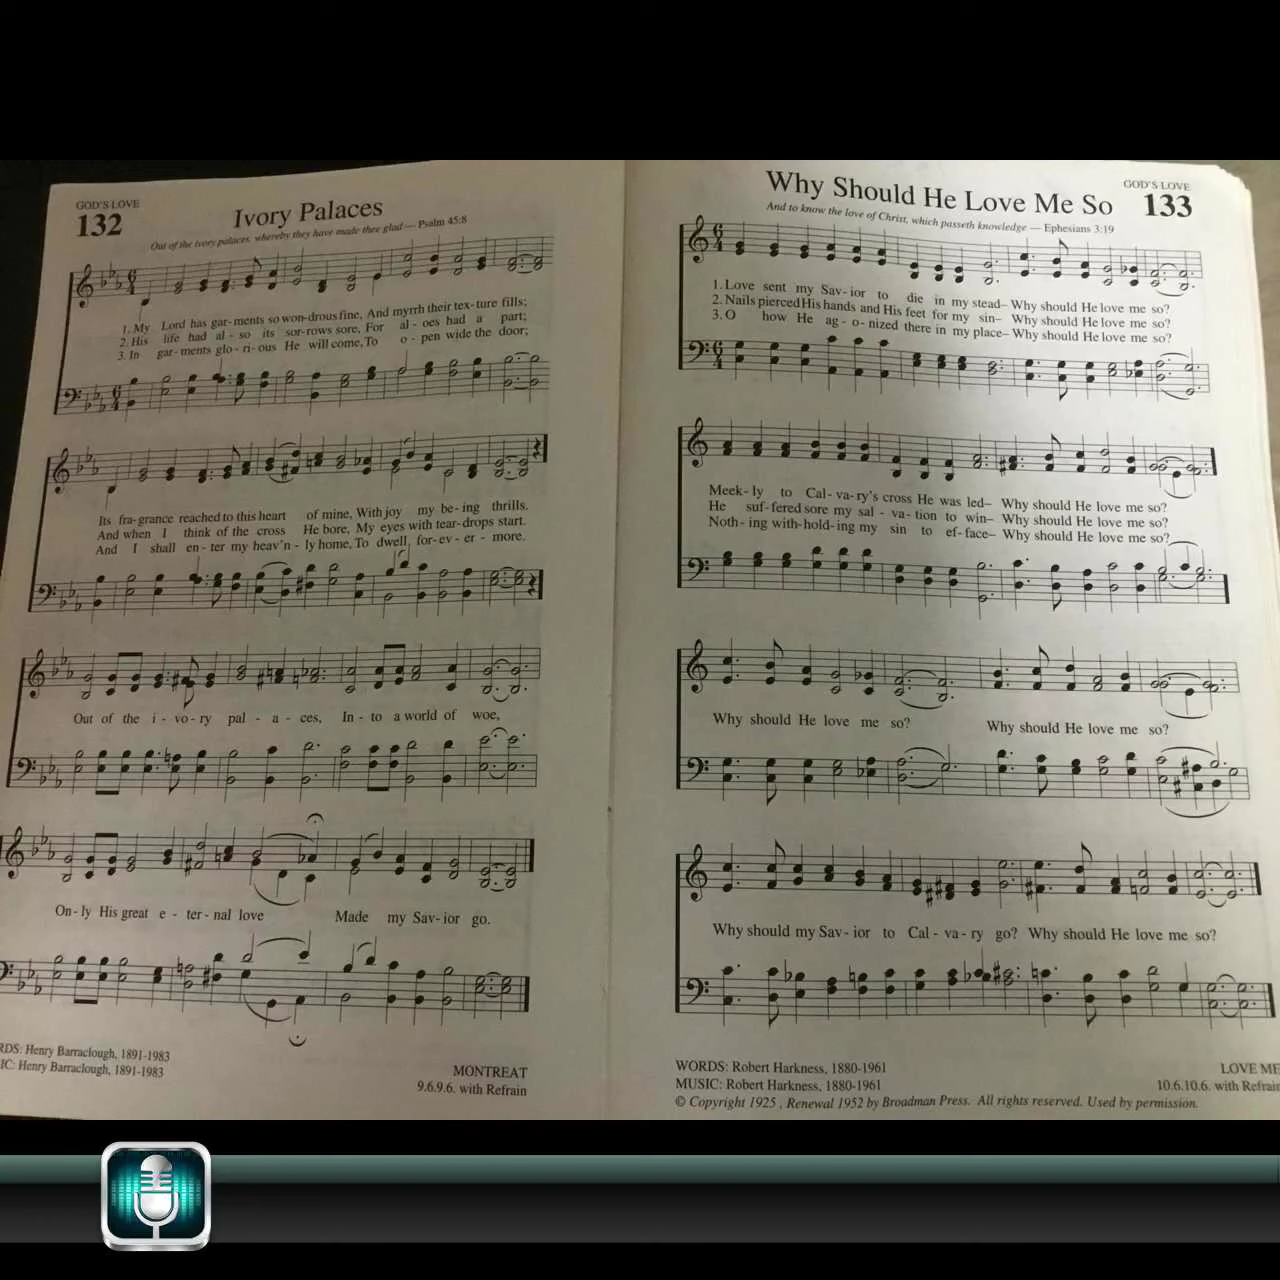 GOD'S LOVE
132
Ivory Palaces
Out of the ivory palaces, whereby they have made thee glad — Psalm 45:8
1. My Lord has gar-ments so won-drous fine, And myrrh their tex-ture fills;
2. His life had al-so its sor-rows sore, For al-oes had a part;
3. In gar-ments glo-ri-ous He will come, To o-pen wide the door;
Its fra-grance reached to this heart of mine, With joy my be-ing thrills.
And when I think of the cross He bore, My eyes with tear-drops start.
And I shall en-ter my heav'n-ly home, To dwell, for-ev-er-more.
Out of the i-vo-ry pal-a-ces, In-to a world of woe,
On-ly His great e-ter-nal love Made my Sav-ior go.
RDS: Henry Barraclough, 1891-1983
IC: Henry Barraclough, 1891-1983
MONTREAT
9.6.9.6. with Refrain
GOD'S LOVE
Why Should He Love Me So 133
And to know the love of Christ, which passeth knowledge — Ephesians 3:19
1. Love sent my Sav-ior to die in my stead– Why should He love me so?
2. Nails pierced His hands and His feet for my sin– Why should He love me so?
3. O how He ag-o-nized there in my place– Why should He love me so?
Meek-ly to Cal-va-ry's cross He was led– Why should He love me so?
He suf-fered sore my sal-va-tion to win– Why should He love me so?
Noth-ing with-hold-ing my sin to ef-face– Why should He love me so?
Why should He love me so? Why should He love me so?
Why should my Sav-ior to Cal-va-ry go? Why should He love me so?
WORDS: Robert Harkness, 1880-1961
MUSIC: Robert Harkness, 1880-1961
© Copyright 1925 , Renewal 1952 by Broadman Press. All rights reserved. Used by permission.
LOVE ME
10.6.10.6. with Refrain